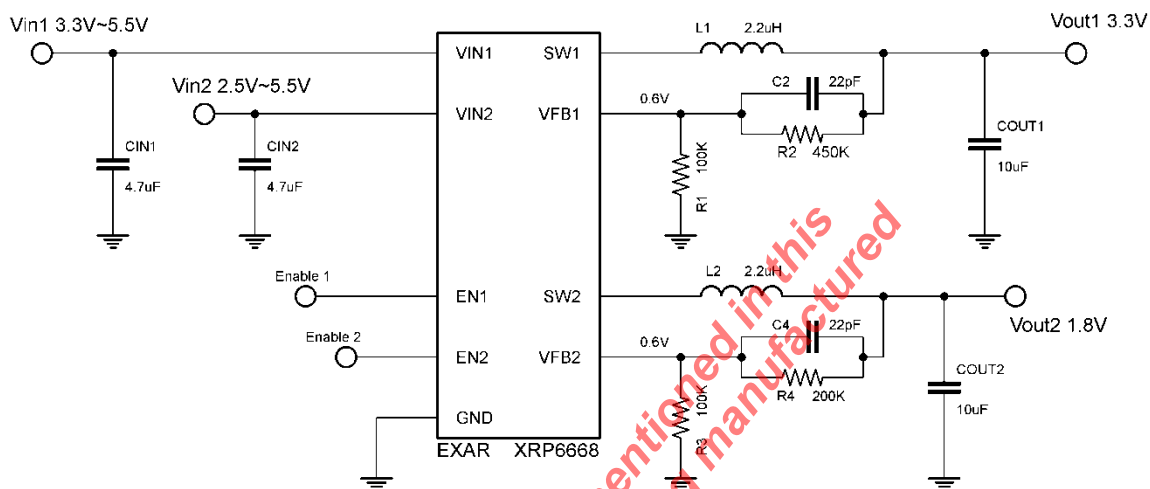 Vin1 3.3V~5.5V
Vin2 2.5V~5.5V
CIN1
4.7uF
CIN2
4.7uF
Enable 1
Enable 2
VIN1
VIN2
EN1
EN2
GND
SW1
VFB1
SW2
VFB2
EXAR XRP6668
L1 2.2uH
Vout1 3.3V
C2 22pF
0.6V
R2 450K
R1 100K
COUT1
10uF
L2 2.2uH
Vout2 1.8V
C4 22pF
0.6V
R4 200K
R3 100K
COUT2
10uF
mentioned in this
manufactured